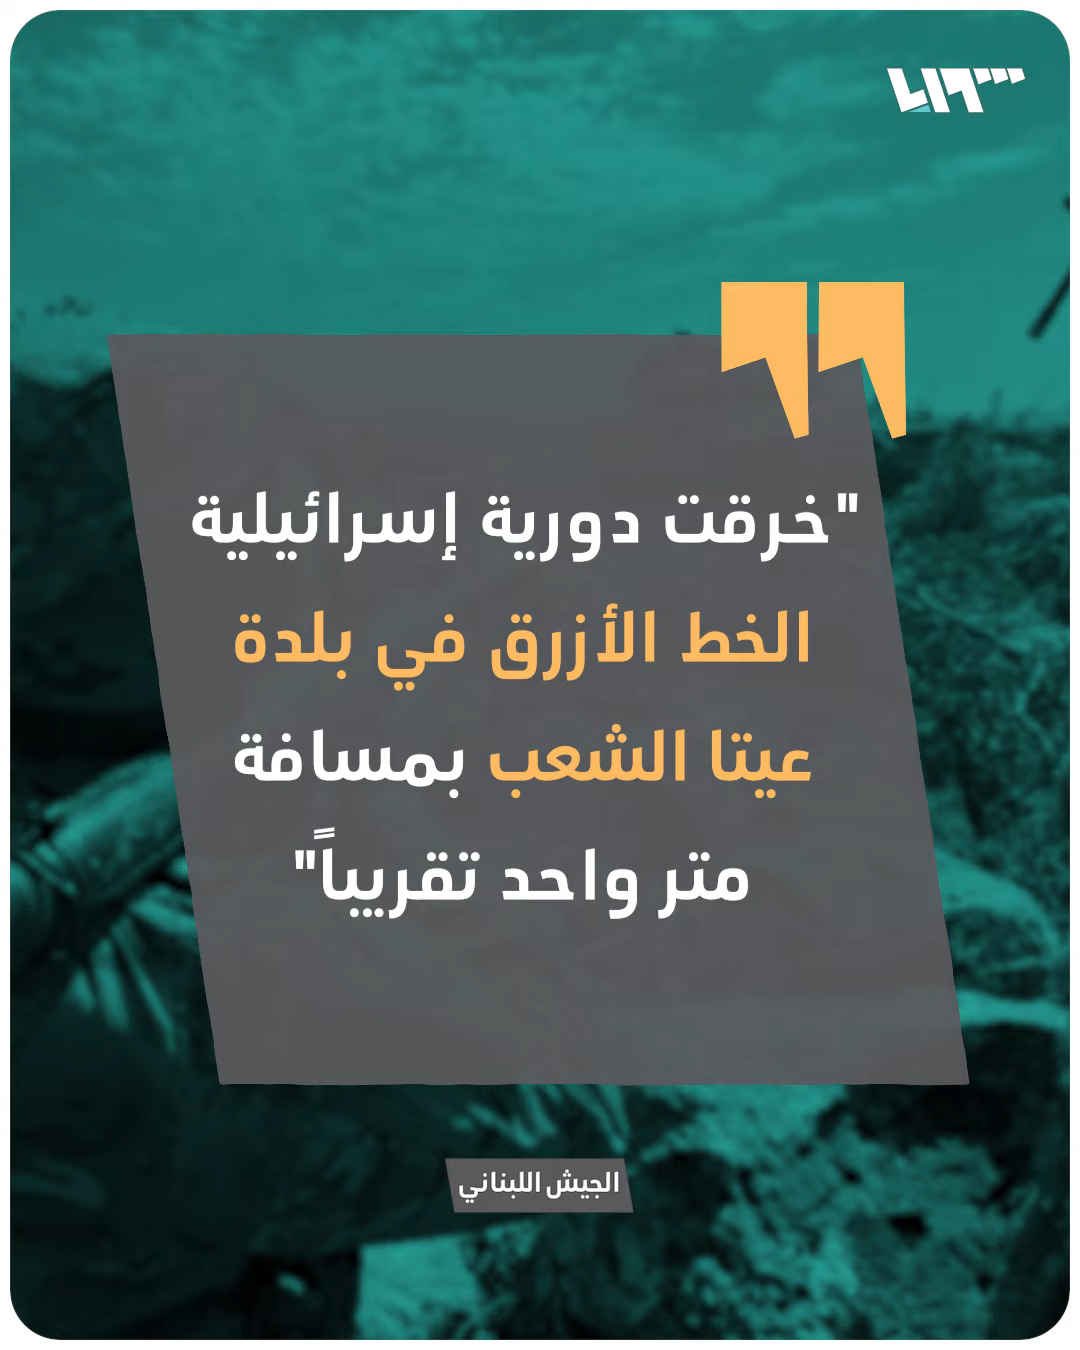 "خرقت دورية إسرائيلية
الخط الأزرق في بلدة
عيتا الشعب بمسافة
متر واحد تقريباً"
الجيش اللبناني